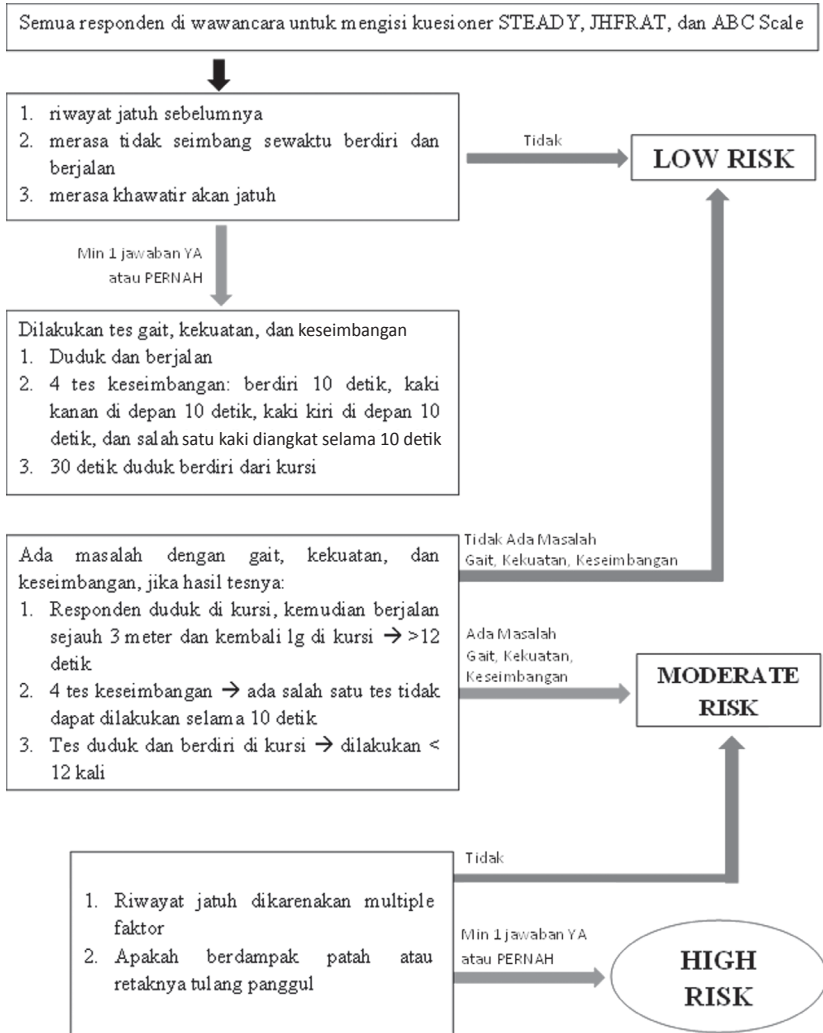 Semua responden di wawancara untuk mengisi kuesioner STEADY, JHFRAT, dan ABC Scale
1. riwayat jatuh sebelumnya
2. merasa tidak seimbang sewaktu berdiri dan
berjalan
3. merasa khawatir akan jatuh
Tidak
LOW RISK
Min 1 jawaban YA
atau PERNAH
Dilakukan tes gait, kekuatan, dan keseimbangan
1. Duduk dan berjalan
2. 4 tes keseimbangan: berdiri 10 detik, kaki
kanan di depan 10 detik, kaki kiri di depan 10
detik, dan salah satu kaki diangkat selama 10 detik
3. 30 detik duduk berdiri dari kursi
Ada masalah dengan gait, kekuatan, dan
keseimbangan, jika hasil tesnya:
1. Responden duduk di kursi, kemudian berjalan
sejauh 3 meter dan kembali lg di kursi → >12
detik
2. 4 tes keseimbangan → ada salah satu tes tidak
dapat dilakukan selama 10 detik
3. Tes duduk dan berdiri di kursi → dilakukan <
12 kali
Tidak Ada Masalah
Gait, Kekuatan, Keseimbangan
Ada Masalah
Gait, Kekuatan,
Keseimbangan
MODERATE
RISK
1. Riwayat jatuh dikarenakan multiple
faktor
2. Apakah berdampak patah atau
retaknya tulang panggul
Tidak
Min 1 jawaban YA
atau PERNAH
HIGH
RISK